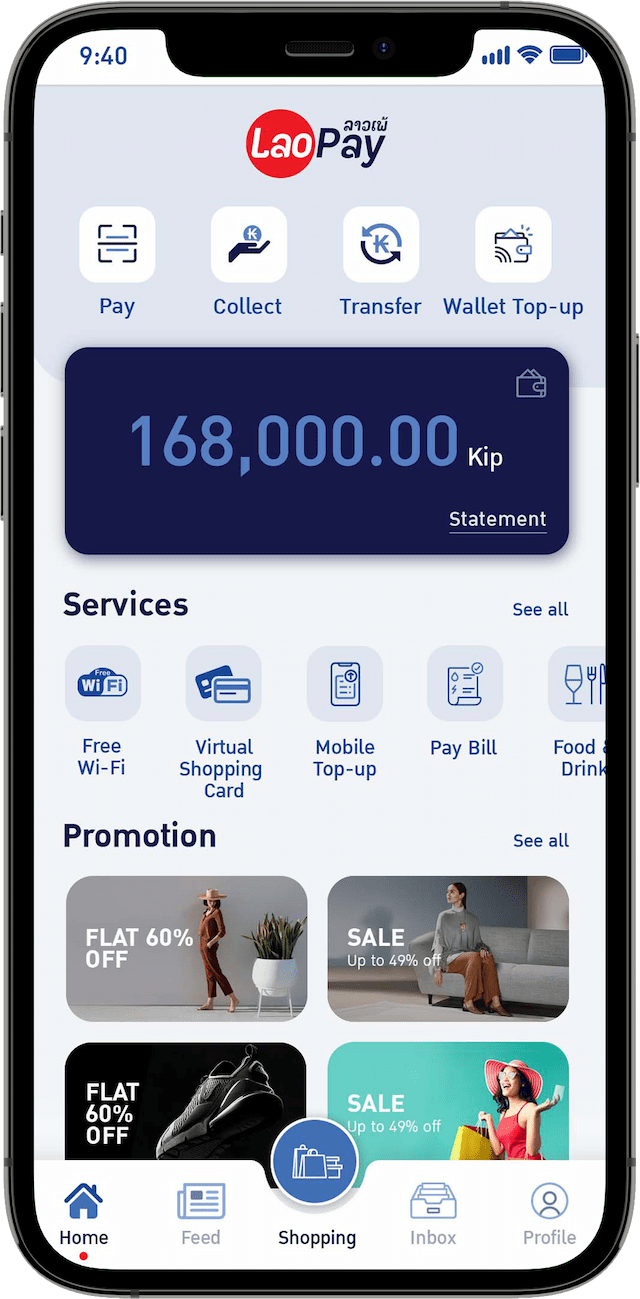 9:40
ລາວເພ້
LaoPay
Pay
Collect
Transfer
Wallet Top-up
168,000.00 Kip
Statement
Services
See all
Free
Wi-Fi
Free
Wi-Fi
Virtual
Shopping
Card
Mobile
Top-up
Pay Bill
Food &
Drink
Promotion
See all
FLAT 60%
OFF
SALE
Up to 49% off
FLAT
60%
OFF
SALE
Up to 49% off
Home
Feed
Shopping
Inbox
Profile